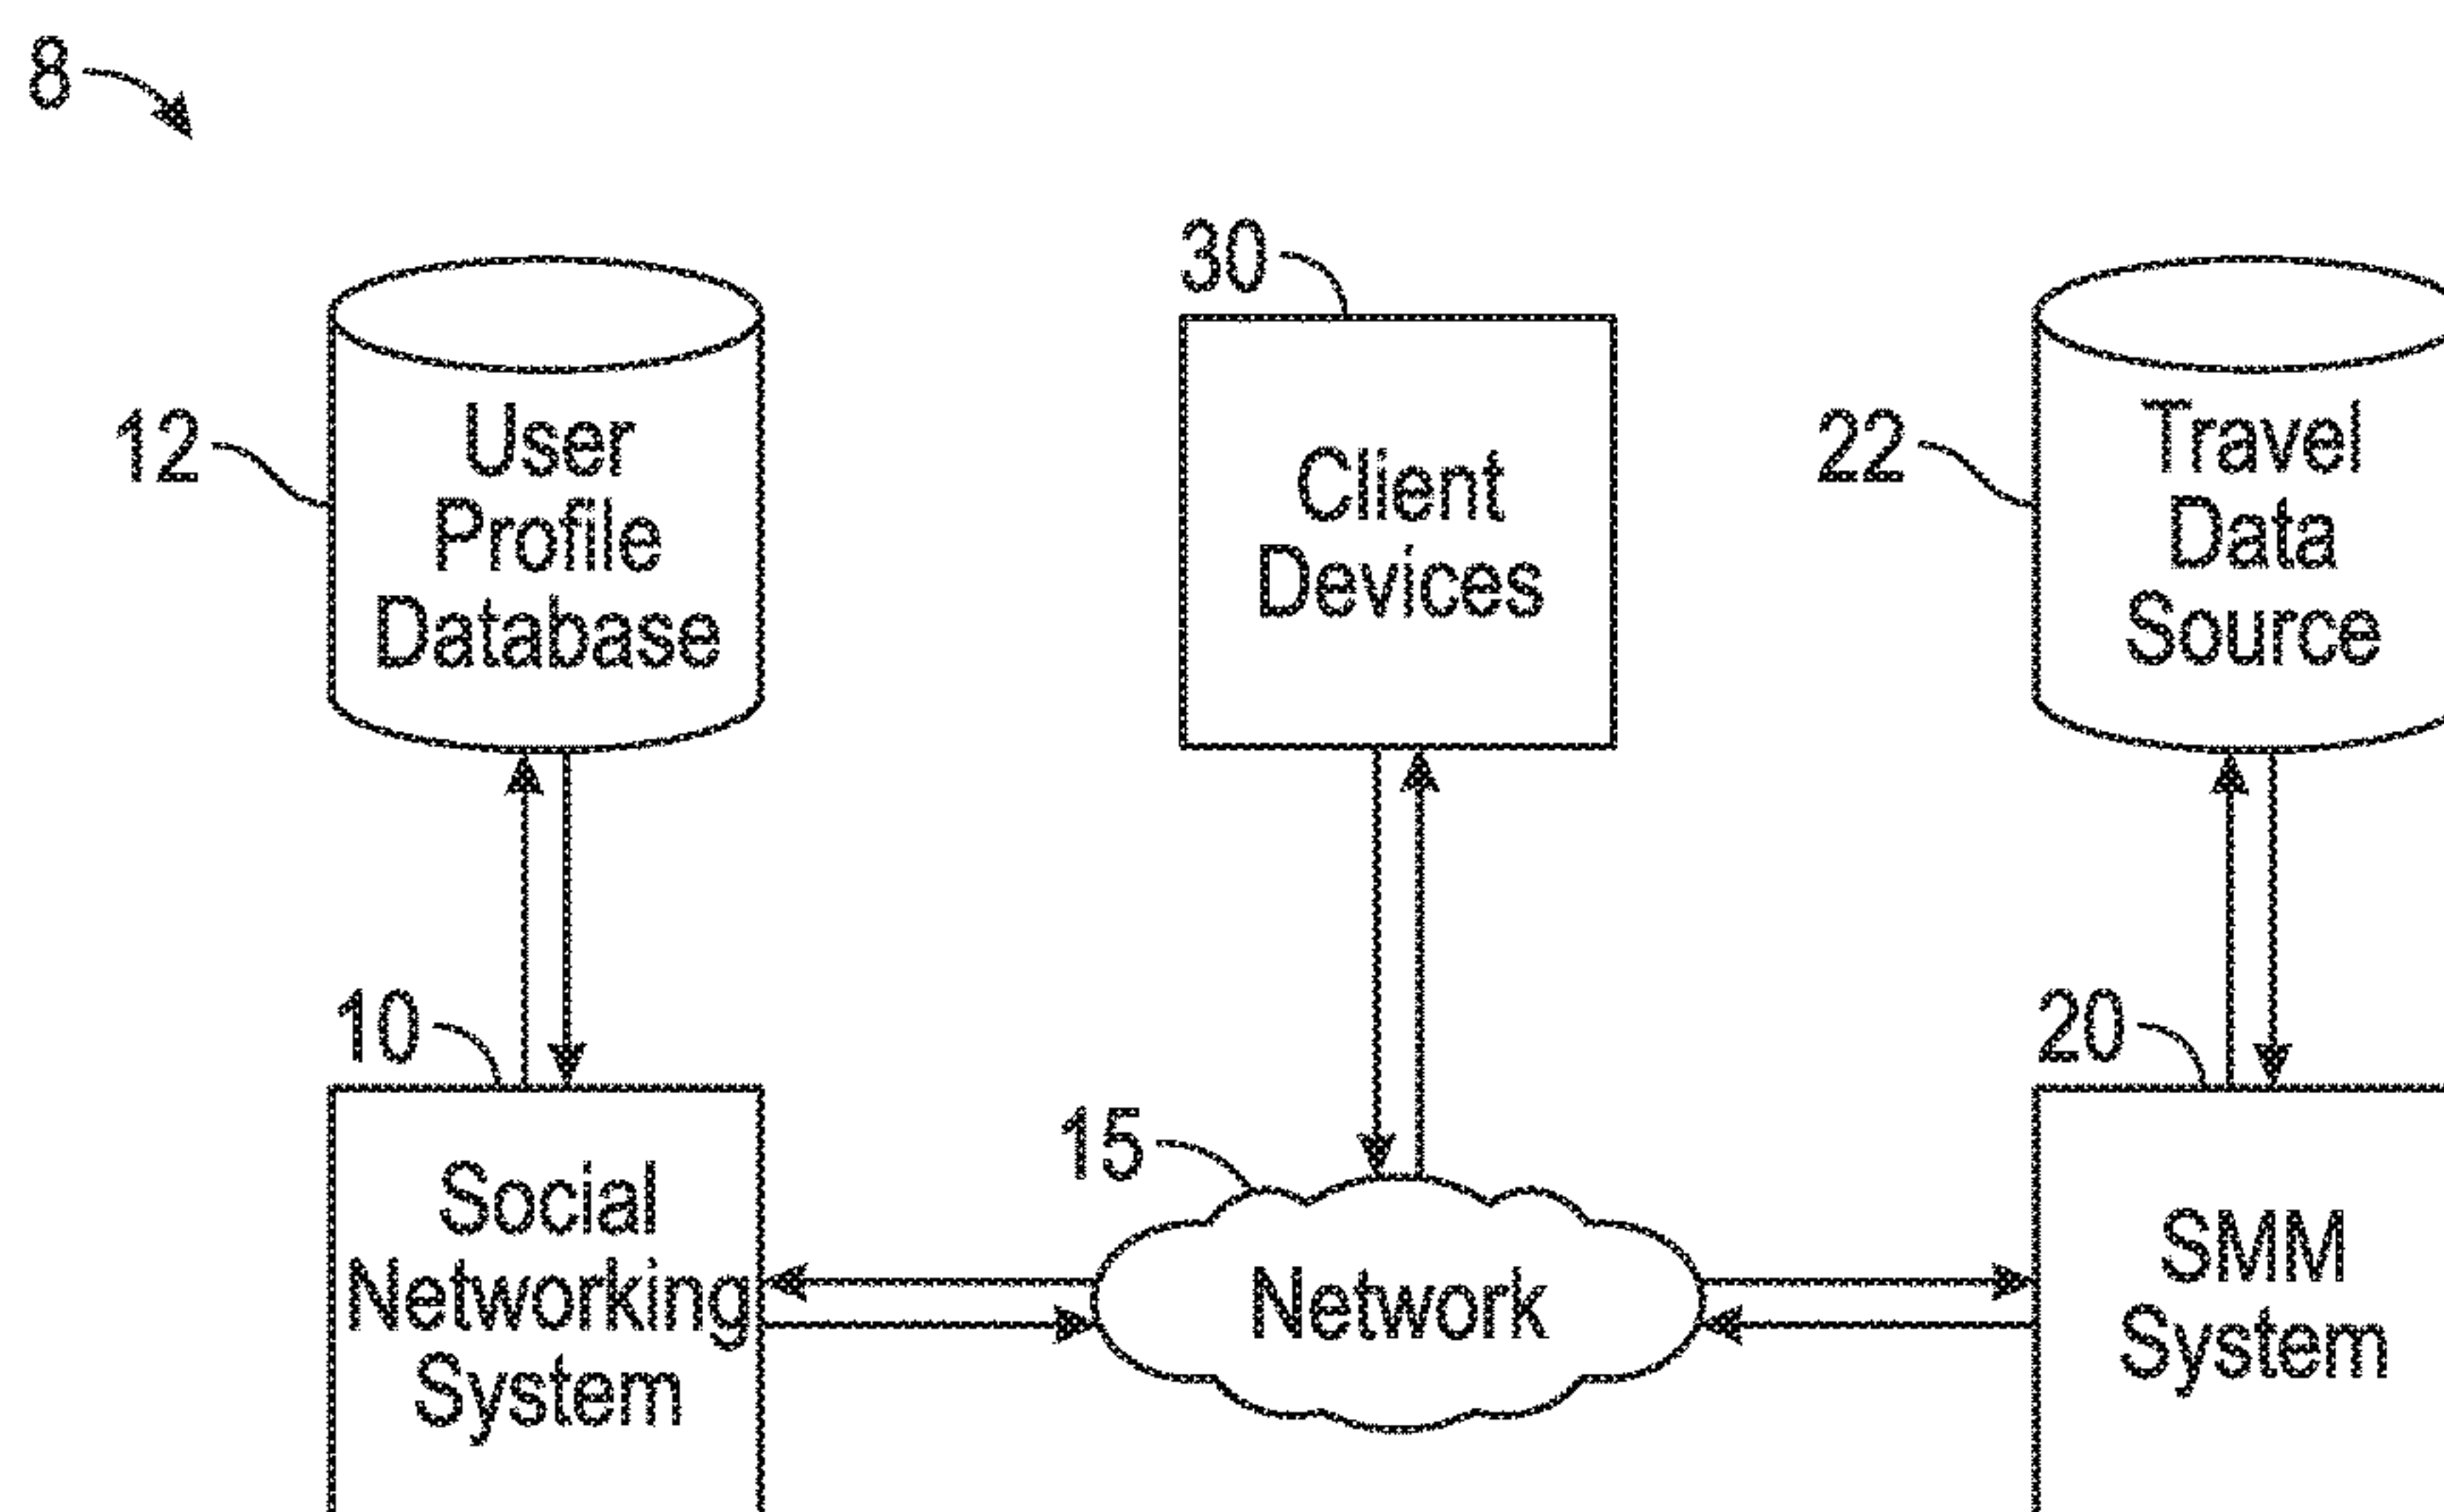 8
30
12
User
Profile
Database
Client
Devices
22
Travel
Data
Source
10
Social
Networking
System
15
Network
20
SMM
System